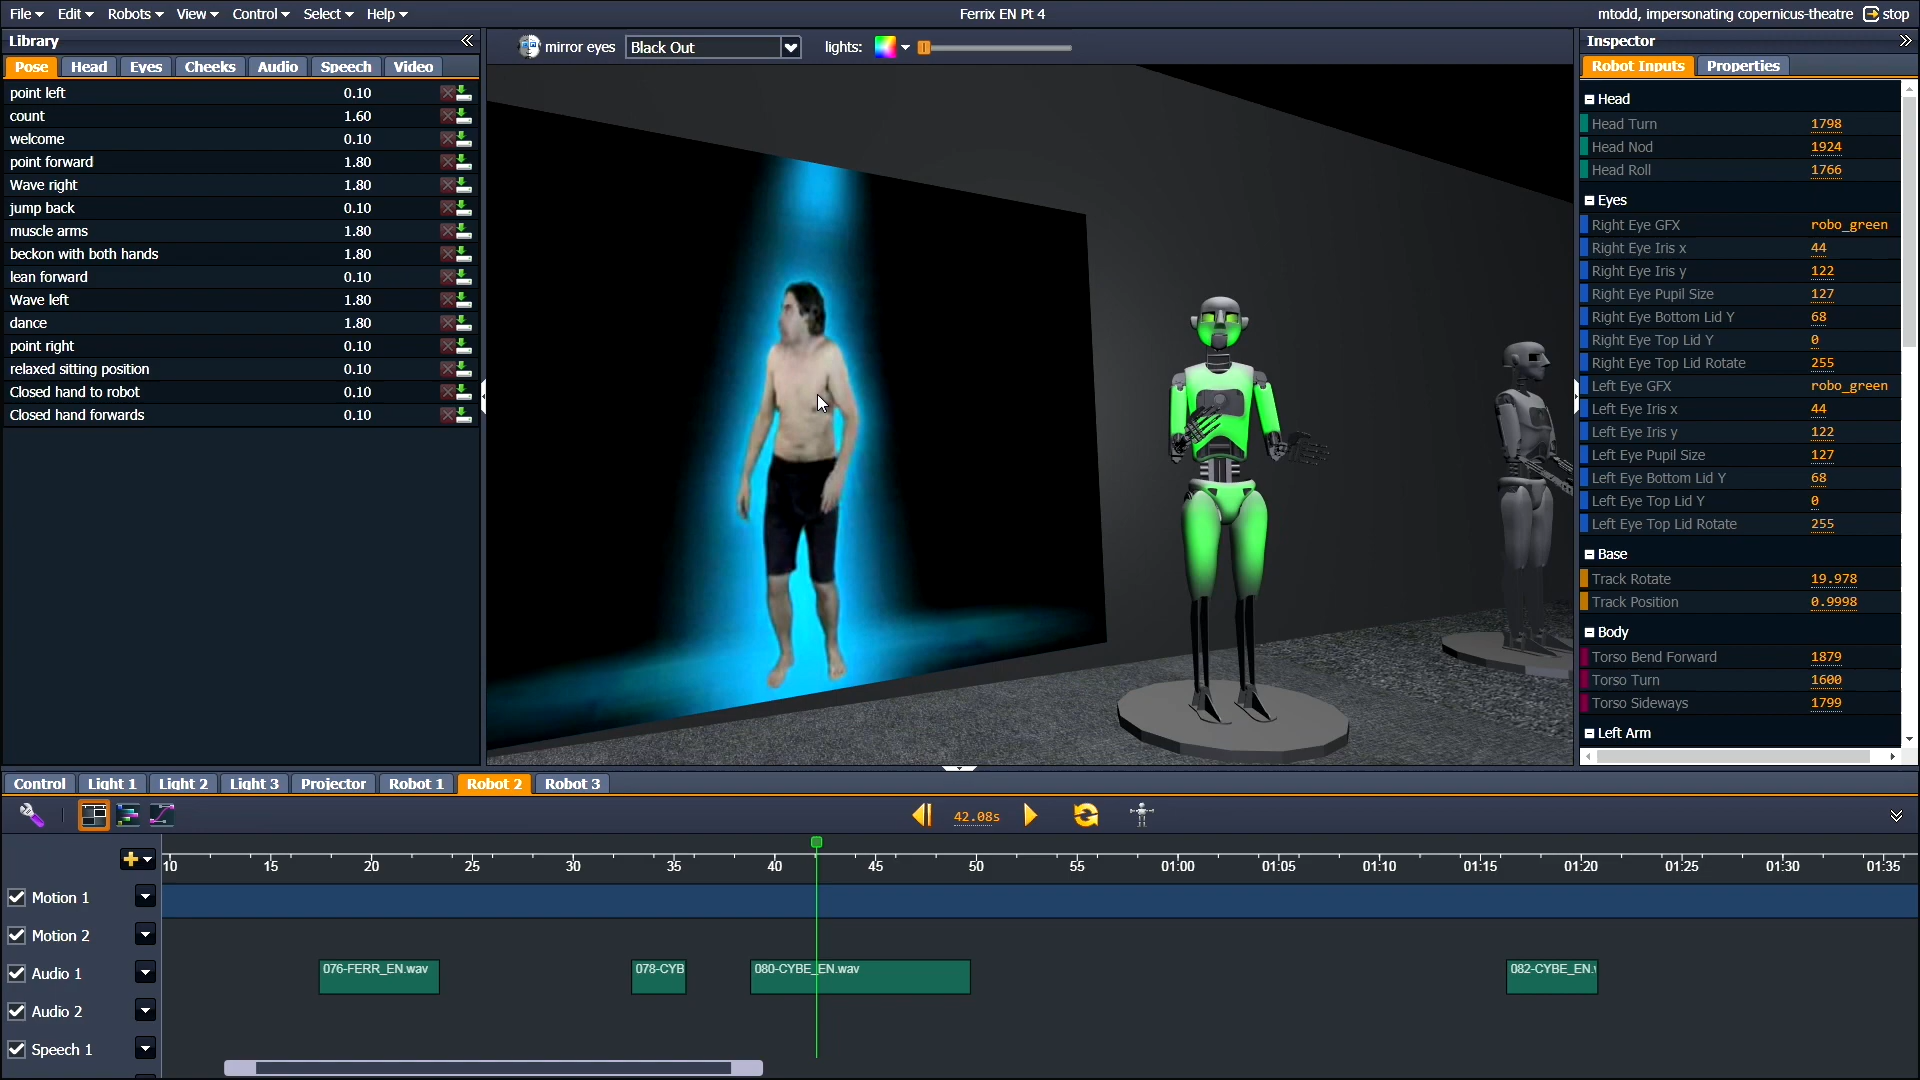 File Edit Robots View Control Select Help
Ferrix EN Pt 4
mtodd, impersonating copernicus-theatre stop
Library
Pose Head Eyes Cheeks Audio Speech Video
point left 0.10
count 1.60
welcome 0.10
point forward 1.80
Wave right 1.80
jump back 0.10
muscle arms 1.80
beckon with both hands 1.80
lean forward 0.10
Wave left 1.80
dance 1.80
point right 0.10
relaxed sitting position 0.10
Closed hand to robot 0.10
Closed hand forwards 0.10
mirror eyes Black Out lights:
Inspector
Robot Inputs Properties
Head
Head Turn 1798
Head Nod 1924
Head Roll 1766
Eyes
Right Eye GFX robo_green
Right Eye Iris x 44
Right Eye Iris y 122
Right Eye Pupil Size 127
Right Eye Bottom Lid Y 68
Right Eye Top Lid Y 0
Right Eye Top Lid Rotate 255
Left Eye GFX robo_green
Left Eye Iris x 44
Left Eye Iris y 122
Left Eye Pupil Size 127
Left Eye Bottom Lid Y 68
Left Eye Top Lid Y 0
Left Eye Top Lid Rotate 255
Base
Track Rotate 19.978
Track Position 0.9998
Body
Torso Bend Forward 1879
Torso Turn 1600
Torso Sideways 1799
Left Arm
Control Light 1 Light 2 Light 3 Projector Robot 1 Robot 2 Robot 3
42.08s
10 15 20 25 30 35 40 45 50 55 01:00 01:05 01:10 01:15 01:20 01:25 01:30 01:35
Motion 1
Motion 2
Audio 1
076-FERR_EN.wav 078-CYB 080-CYBE_EN.wav 082-CYBE_EN.
Audio 2
Speech 1